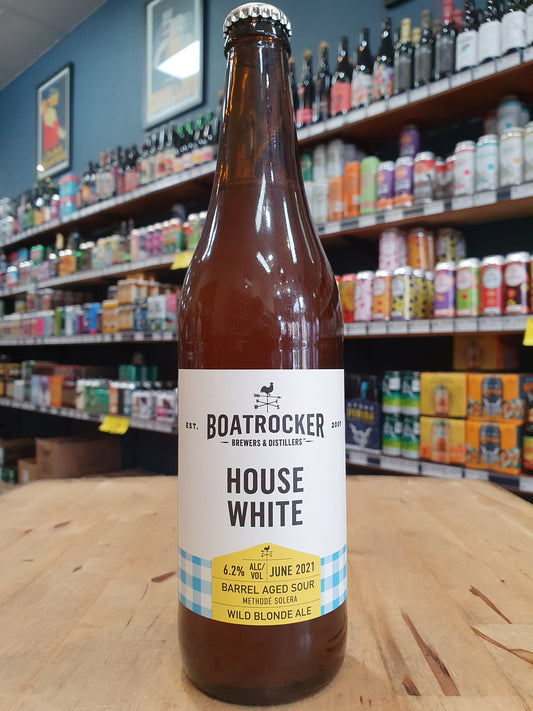 EST. BOATROCKER 2009
BREWERS & DISTILLERS™
HOUSE
WHITE
6.2% ALC/VOL JUNE 2021
BARREL AGED SOUR
METHODÉ SOLERA
WILD BLONDE ALE